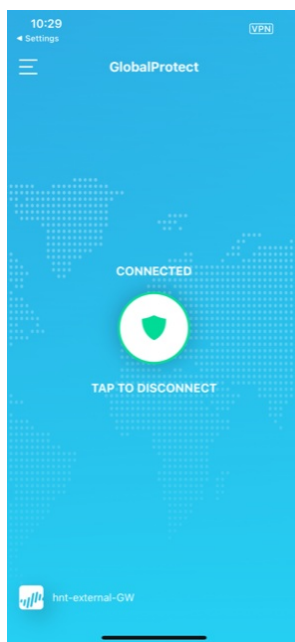 10:29
VPN
◀ Settings
GlobalProtect
CONNECTED
TAP TO DISCONNECT
hnt-external-GW